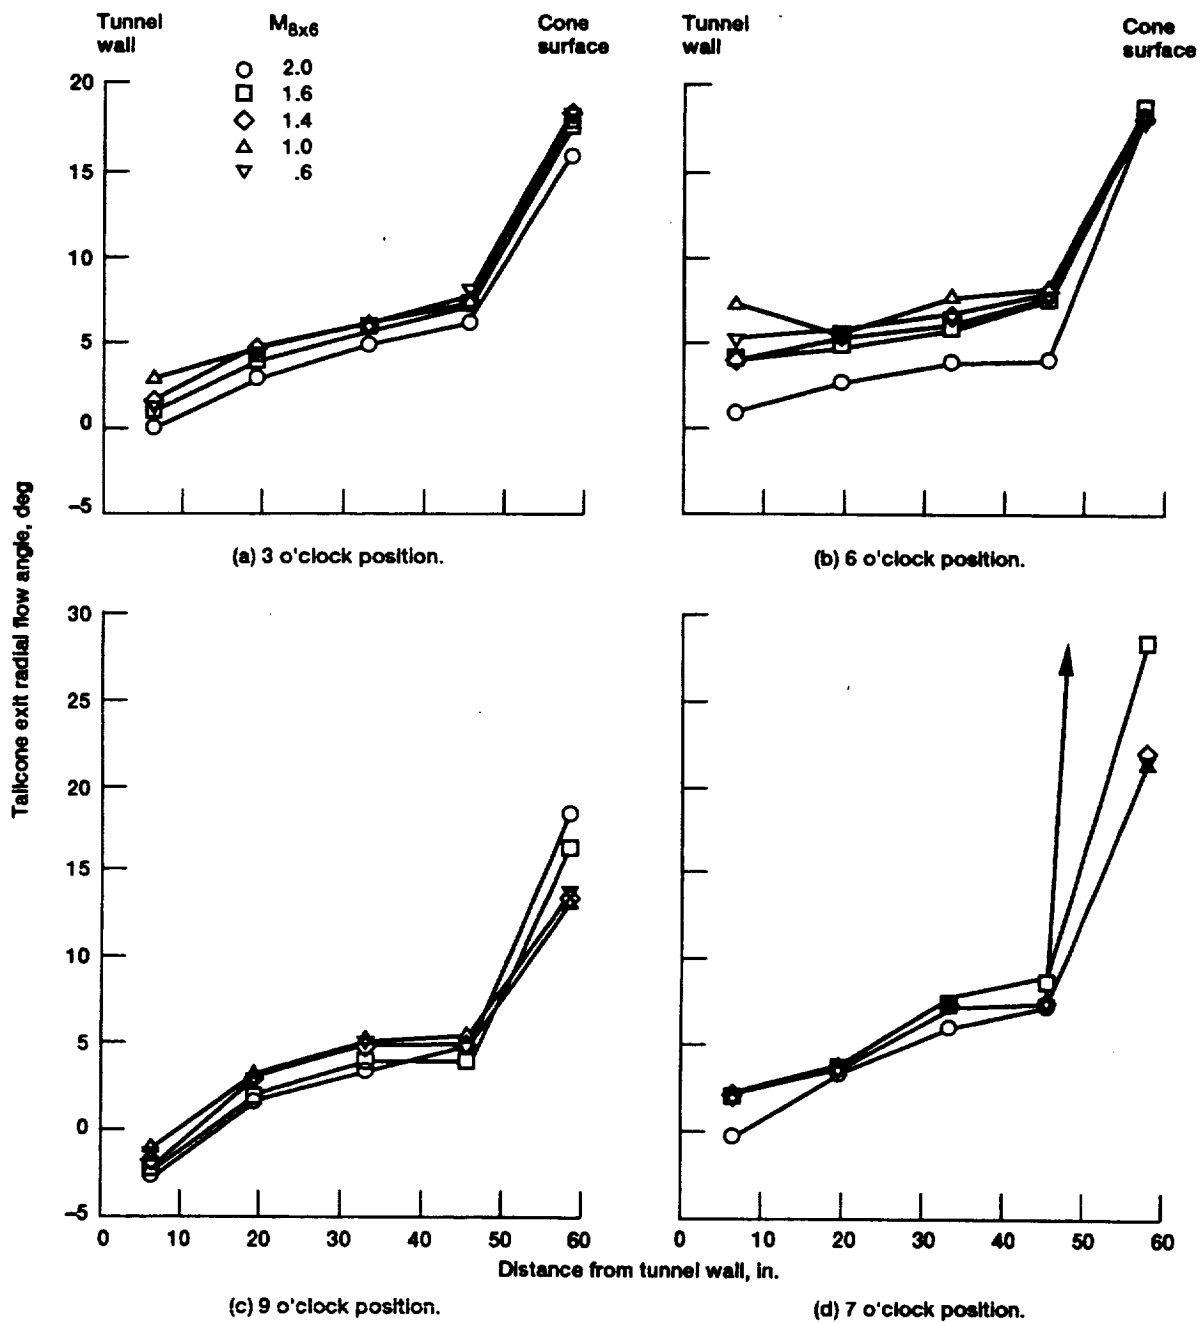 Tunnel wall
M8x6
Cone surface
2.0
1.6
1.4
1.0
.6
20
15
10
5
0
−5
(a) 3 o'clock position.
Tunnel wall
Cone surface
(b) 6 o'clock position.
Tailcone exit radial flow angle, deg
30
25
20
15
10
5
0
−5
0 10 20 30 40 50 60
(c) 9 o'clock position.
0 10 20 30 40 50 60
Distance from tunnel wall, in.
(d) 7 o'clock position.